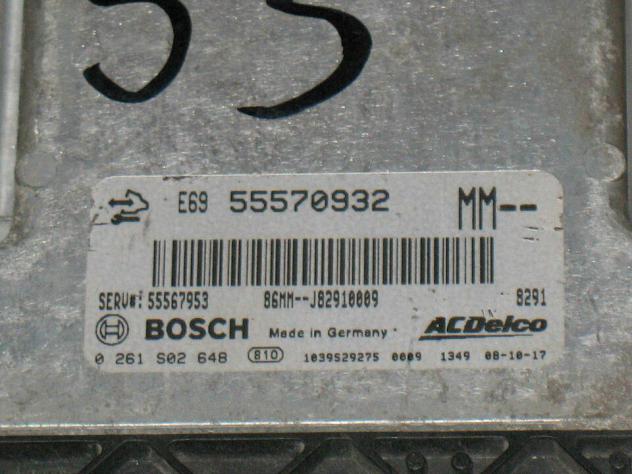 53
E69 55570932 MM--
SERV#: 55567953 86MM--J82910009 8291
BOSCH Made in Germany ACDelco
0 261 S02 648 810 1039S29275 0009 1349 08-10-17